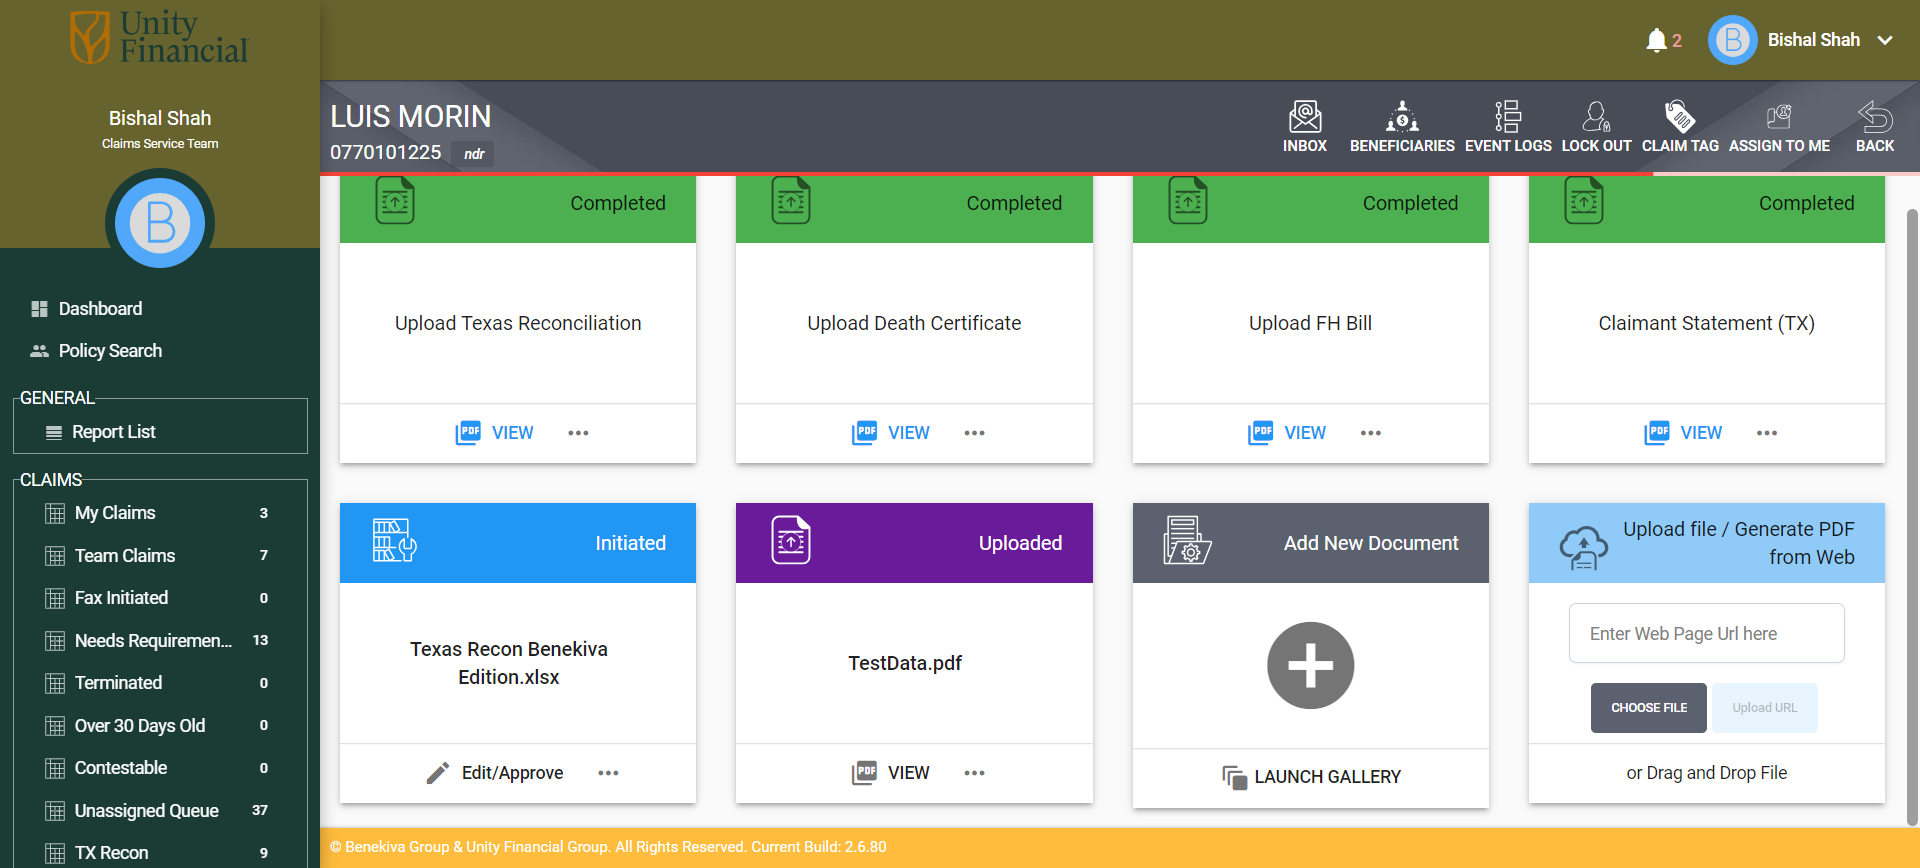 Unity
Financial
Bishal Shah
Claims Service Team
B
Dashboard
Policy Search
GENERAL
Report List
CLAIMS
My Claims 3
Team Claims 7
Fax Initiated 0
Needs Requiremen... 13
Terminated 0
Over 30 Days Old 0
Contestable 0
Unassigned Queue 37
TX Recon 9
2 B Bishal Shah
LUIS MORIN
0770101225 ndr
INBOX BENEFICIARIES EVENT LOGS LOCK OUT CLAIM TAG ASSIGN TO ME BACK
Completed Completed Completed Completed
Upload Texas Reconciliation Upload Death Certificate Upload FH Bill Claimant Statement (TX)
PDF VIEW PDF VIEW PDF VIEW PDF VIEW
Initiated
Texas Recon Benekiva
Edition.xlsx
Edit/Approve
Uploaded
TestData.pdf
PDF VIEW
Add New Document
LAUNCH GALLERY
Upload file / Generate PDF
from Web
Enter Web Page Url here
CHOOSE FILE Upload URL
or Drag and Drop File
© Benekiva Group & Unity Financial Group. All Rights Reserved. Current Build: 2.6.80